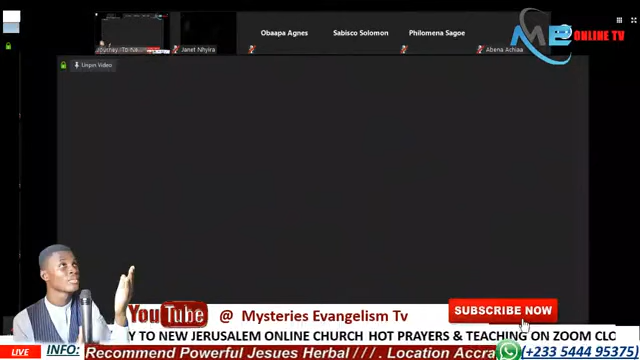 Obaapa Agnes
Sabisco Solomon
Philomena Sagoe
Janet Nhyira
Abena Achiaa
ONLINE TV
Unpin Video
YouTube @ Mysteries Evangelism Tv
SUBSCRIBE NOW
Y TO NEW JERUSALEM ONLINE CHURCH HOT PRAYERS & TEACHING ON ZOOM CLC
LIVE INFO: Recommend Powerful Jesues Herbal ///. Location Accra (+233 5444 95375